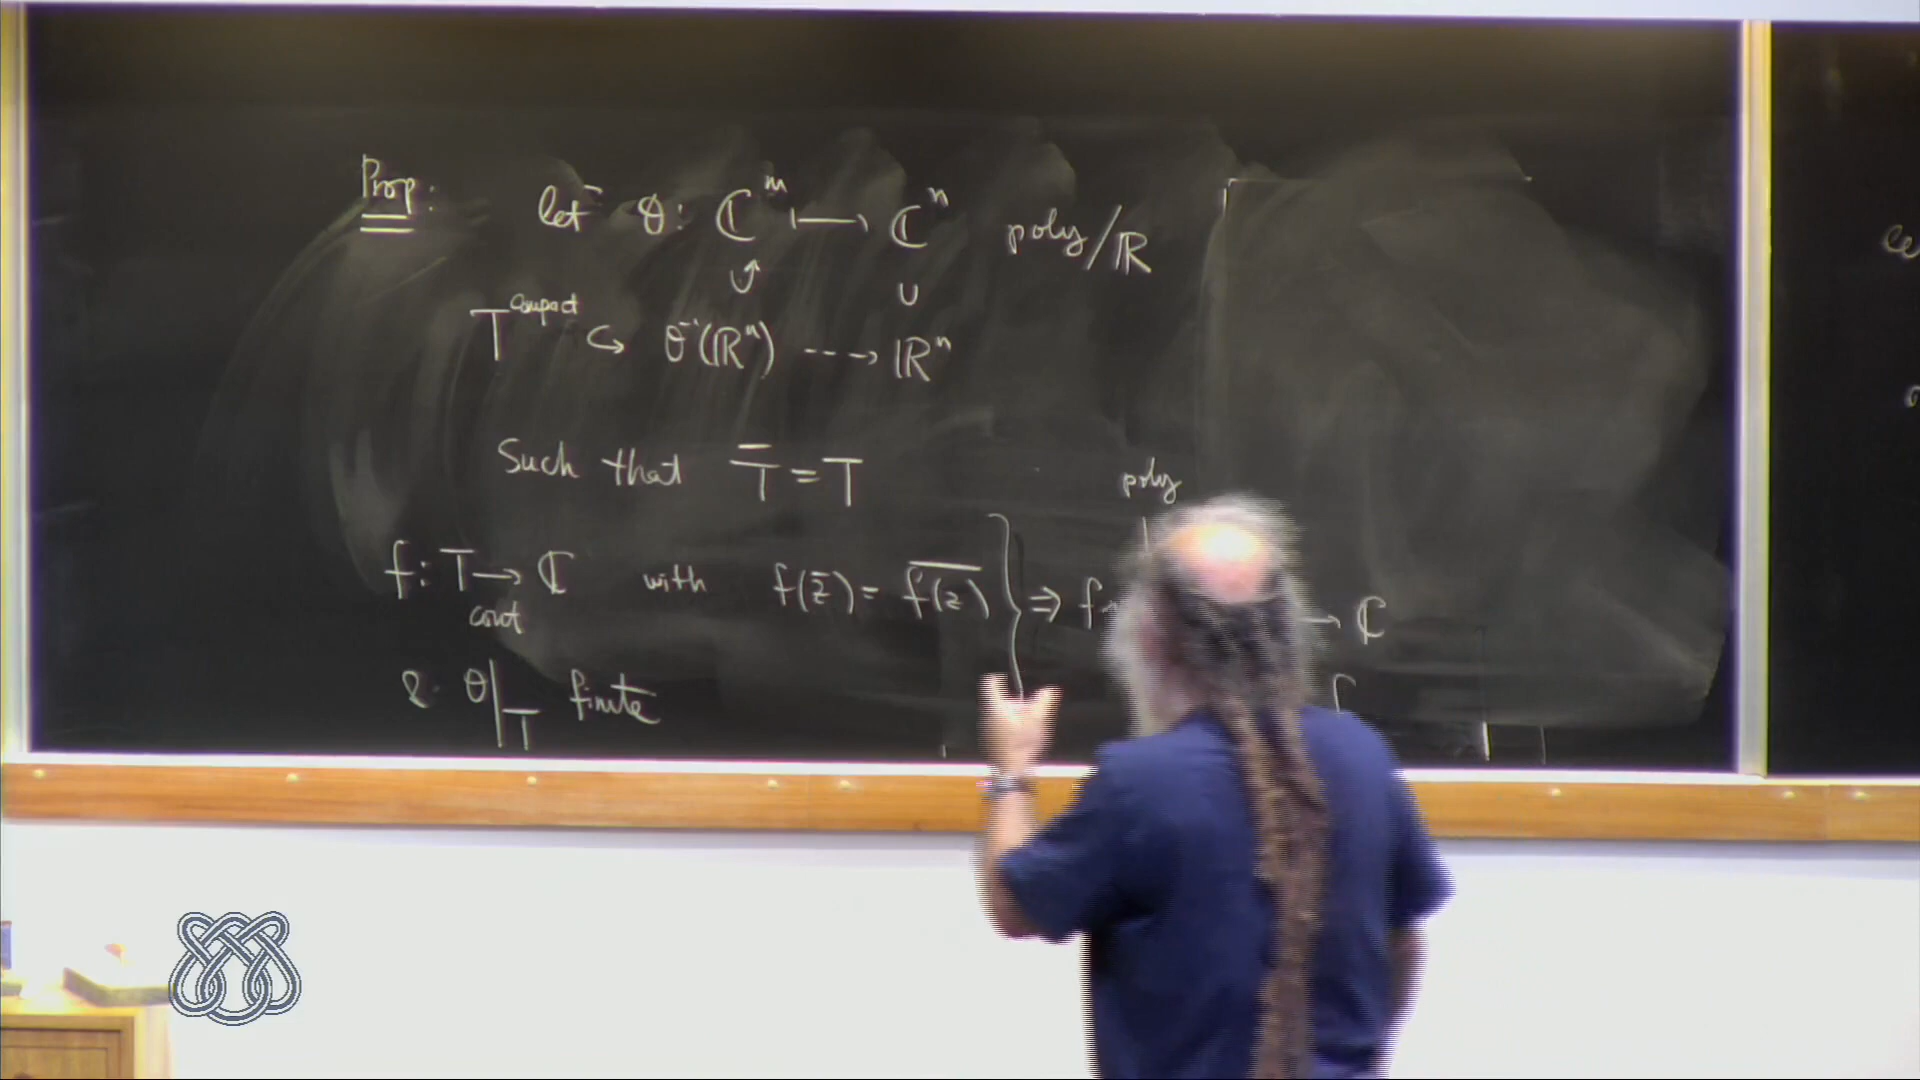 Prop: let θ: ℂ^m ⟼ ℂ^n poly/ℝ
∪ ∪
T^compact ↪ θ^-1(ℝ^n) ⇢ ℝ^n
Such that T̅ = T
poly
f: T → ℂ with f(z̅) = \overline{f(z)} } ⇒ f → ℂ
cont
& θ|_T finite